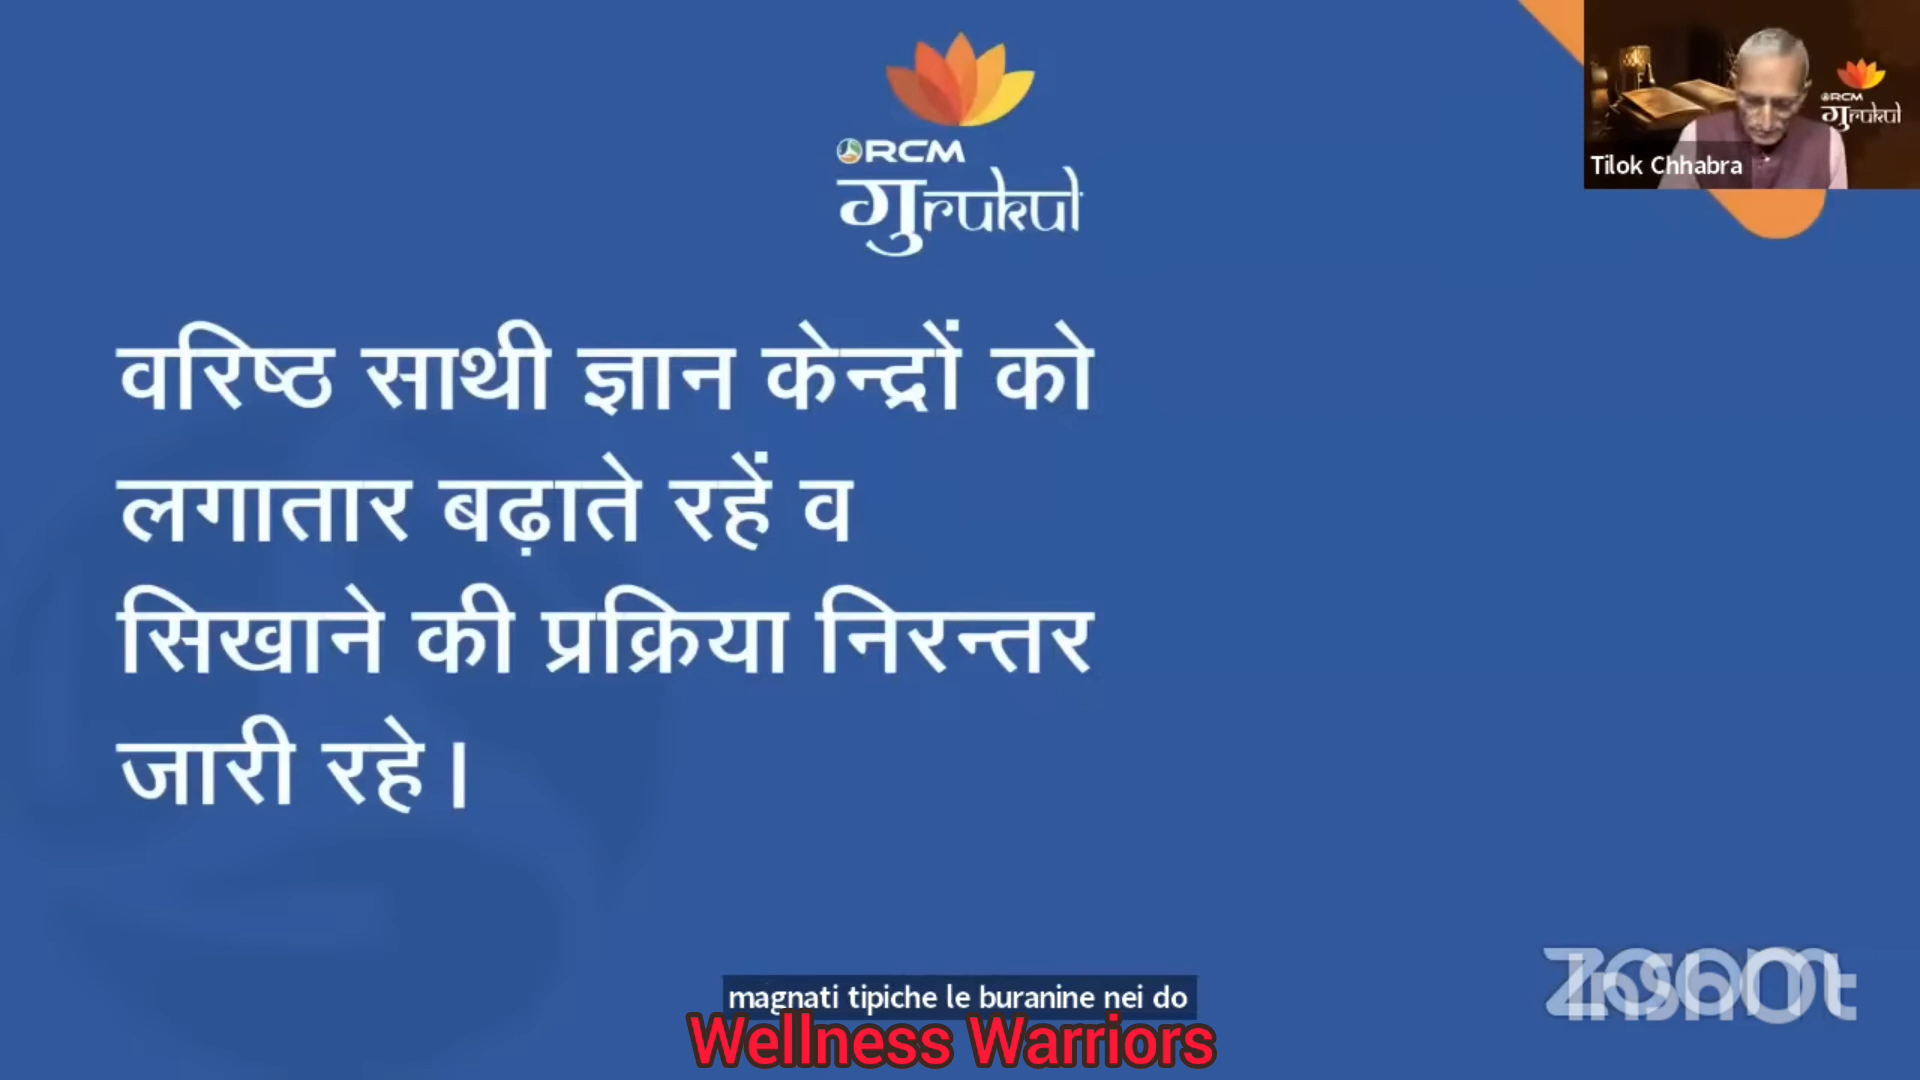 RCM
गुrukul
RCM
गुrukul
Tilok Chhabra
वरिष्ठ साथी ज्ञान केन्द्रों को
लगातार बढ़ाते रहें व
सिखाने की प्रक्रिया निरन्तर
जारी रहे।
zoom
InShOt
magnati tipiche le buranine nei do
Wellness Warriors